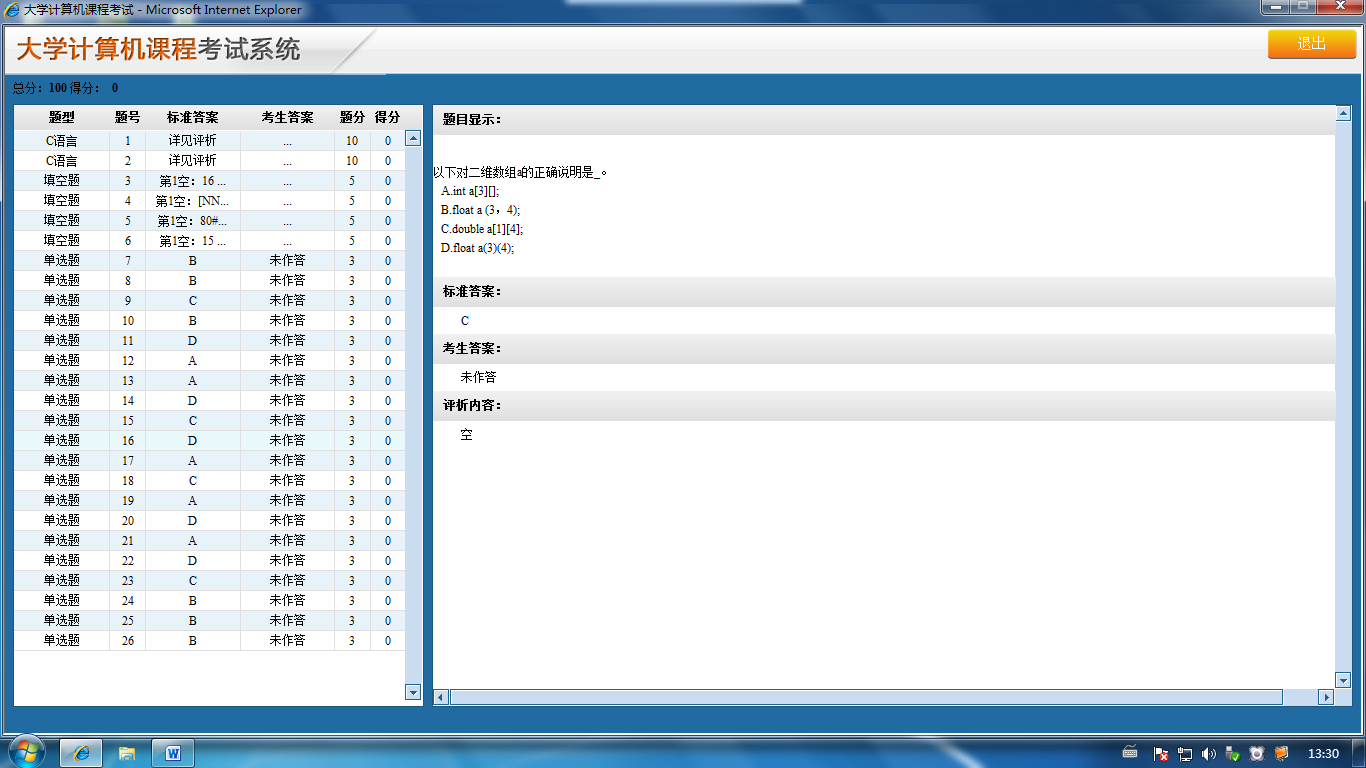 大学计算机课程考试 - Microsoft Internet Explorer
大学计算机课程考试系统
退出
总分：100 得分： 0
题型 题号 标准答案 考生答案 题分 得分
C语言 1 详见评析 ... 10 0
C语言 2 详见评析 ... 10 0
填空题 3 第1空：16 ... ... 5 0
填空题 4 第1空：[NN... ... 5 0
填空题 5 第1空：80#... ... 5 0
填空题 6 第1空：15 ... ... 5 0
单选题 7 B 未作答 3 0
单选题 8 B 未作答 3 0
单选题 9 C 未作答 3 0
单选题 10 B 未作答 3 0
单选题 11 D 未作答 3 0
单选题 12 A 未作答 3 0
单选题 13 A 未作答 3 0
单选题 14 D 未作答 3 0
单选题 15 C 未作答 3 0
单选题 16 D 未作答 3 0
单选题 17 A 未作答 3 0
单选题 18 C 未作答 3 0
单选题 19 A 未作答 3 0
单选题 20 D 未作答 3 0
单选题 21 A 未作答 3 0
单选题 22 D 未作答 3 0
单选题 23 C 未作答 3 0
单选题 24 B 未作答 3 0
单选题 25 B 未作答 3 0
单选题 26 B 未作答 3 0
题目显示：
以下对二维数组a的正确说明是_。
A.int a[3][];
B.float a (3，4);
C.double a[1][4];
D.float a(3)(4);
标准答案：
C
考生答案：
未作答
评析内容：
空
13:30